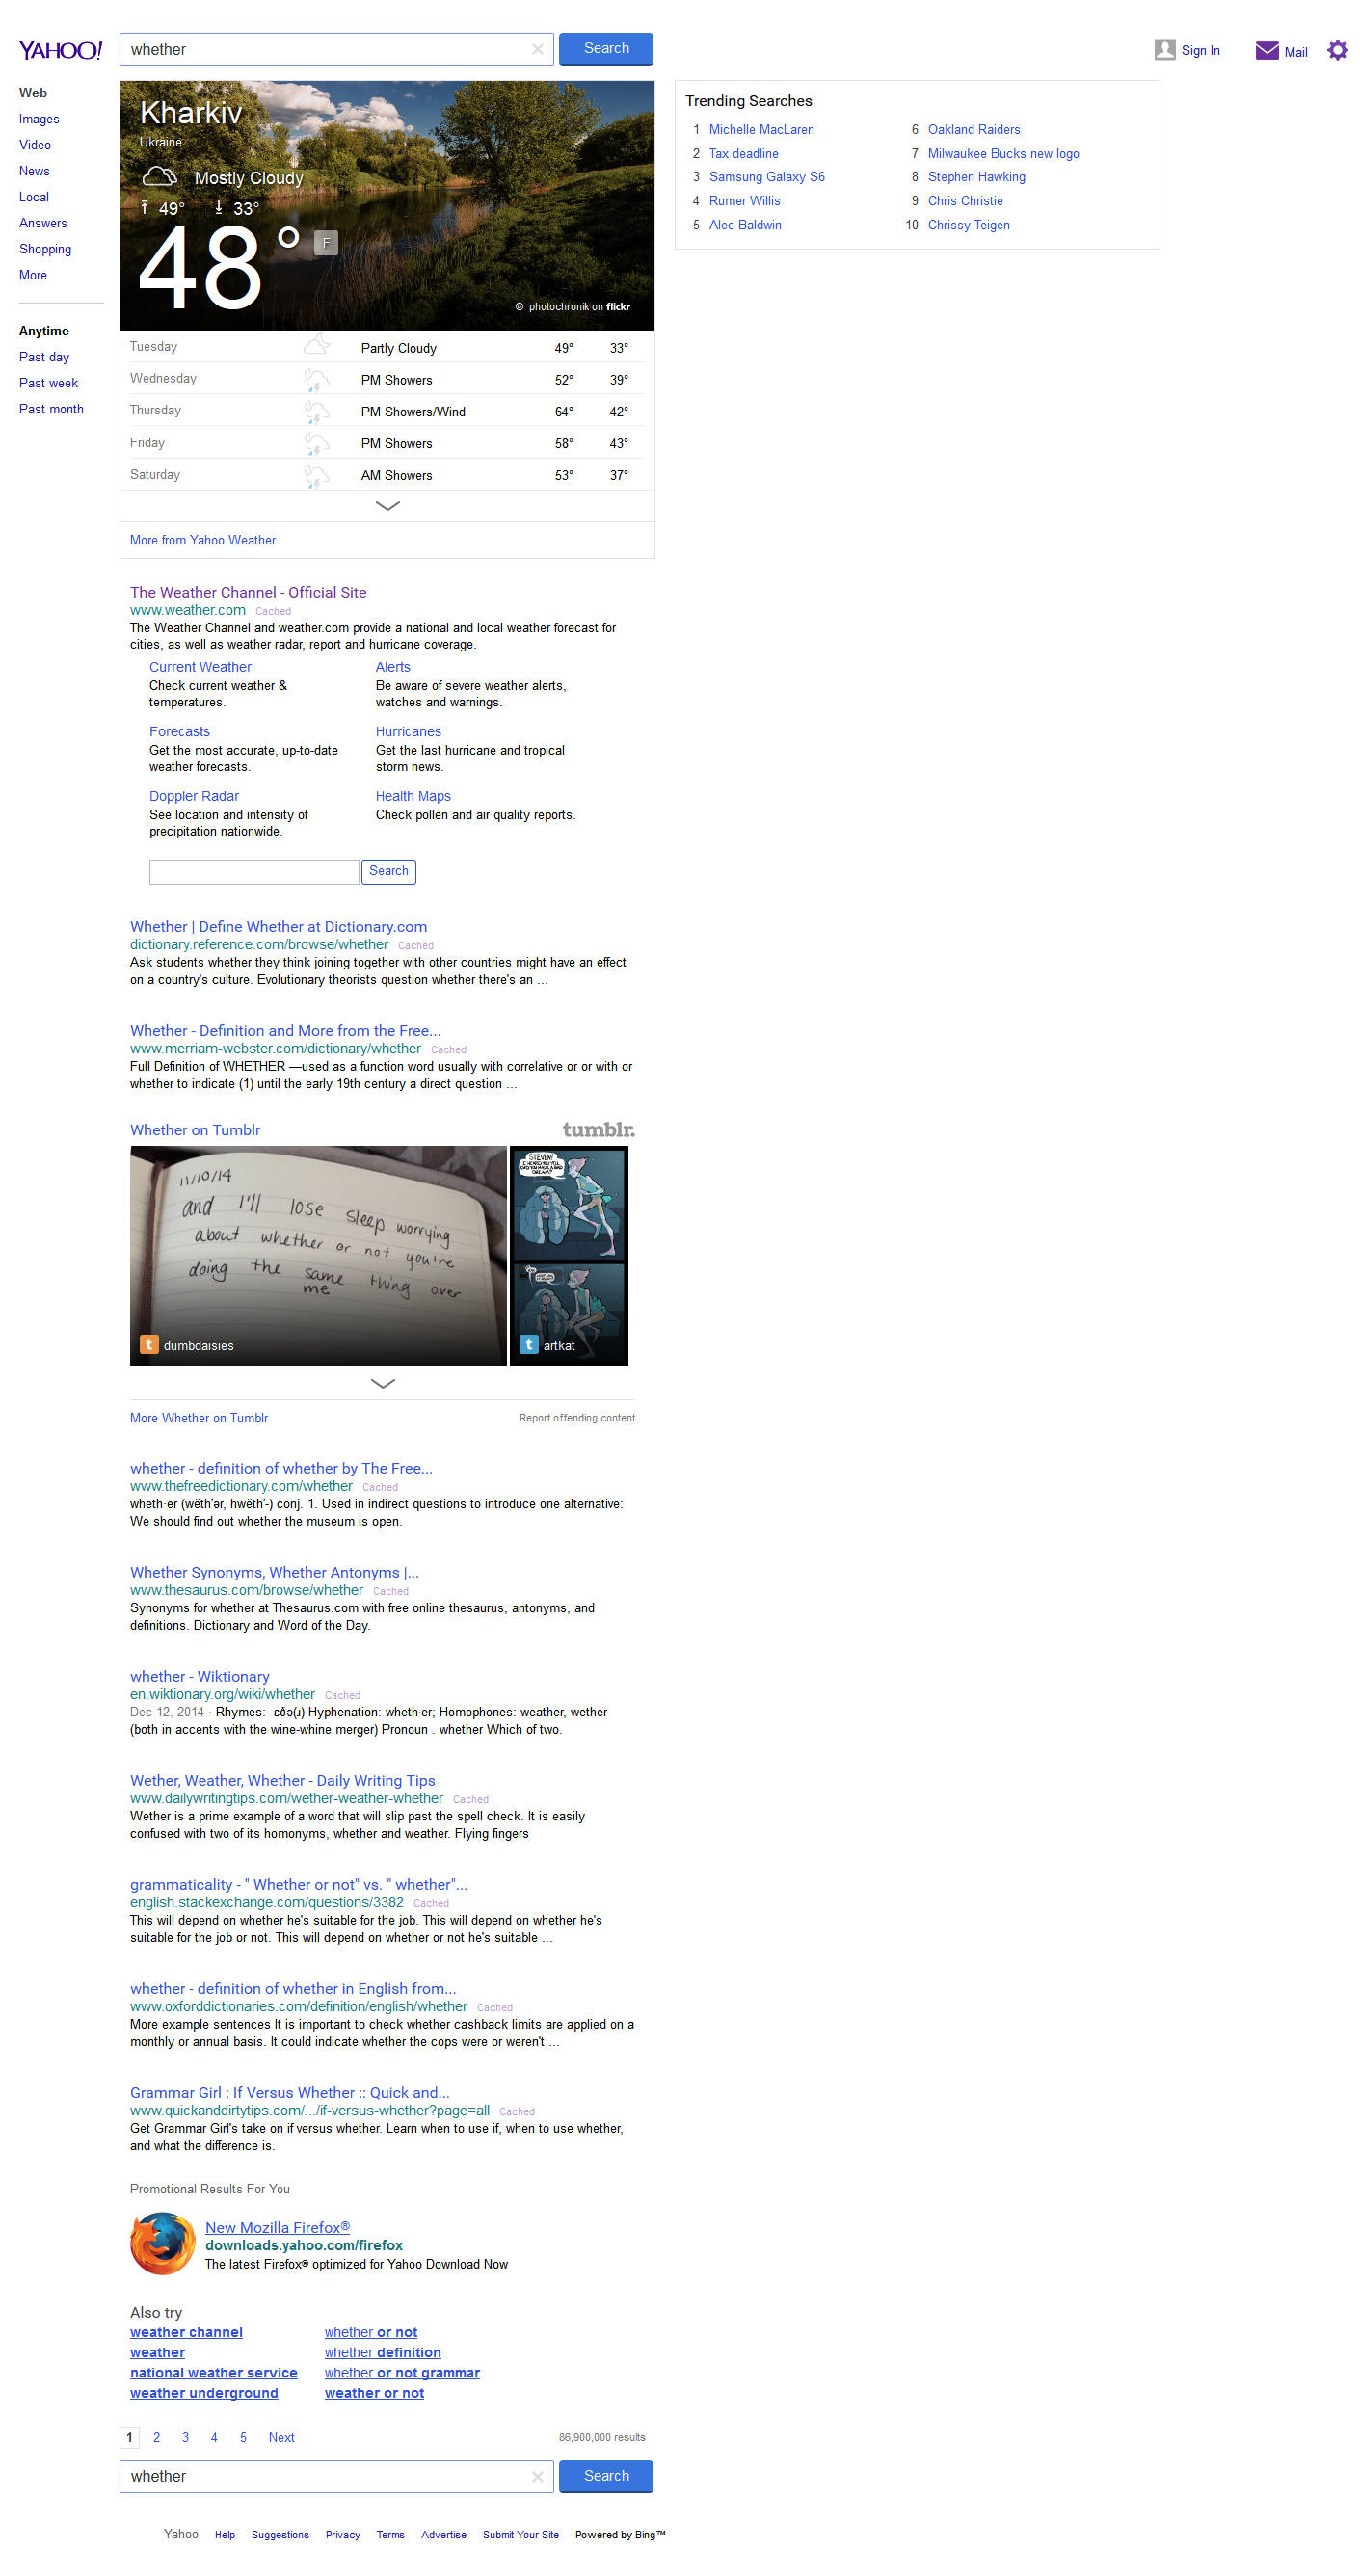 YAHOO!
whether
Search
Sign In
Mail
Web
Images
Video
News
Local
Answers
Shopping
More
Anytime
Past day
Past week
Past month
Kharkiv
Ukraine
Mostly Cloudy
49° 33°
48° F
© photochronik on flickr
Tuesday Partly Cloudy 49° 33°
Wednesday PM Showers 52° 39°
Thursday PM Showers/Wind 64° 42°
Friday PM Showers 58° 43°
Saturday AM Showers 53° 37°
More from Yahoo Weather
Trending Searches
1 Michelle MacLaren
2 Tax deadline
3 Samsung Galaxy S6
4 Rumer Willis
5 Alec Baldwin
6 Oakland Raiders
7 Milwaukee Bucks new logo
8 Stephen Hawking
9 Chris Christie
10 Chrissy Teigen
The Weather Channel - Official Site
www.weather.com Cached
The Weather Channel and weather.com provide a national and local weather forecast for
cities, as well as weather radar, report and hurricane coverage.
Current Weather
Check current weather &
temperatures.
Alerts
Be aware of severe weather alerts,
watches and warnings.
Forecasts
Get the most accurate, up-to-date
weather forecasts.
Hurricanes
Get the last hurricane and tropical
storm news.
Doppler Radar
See location and intensity of
precipitation nationwide.
Health Maps
Check pollen and air quality reports.
Search
Whether | Define Whether at Dictionary.com
dictionary.reference.com/browse/whether Cached
Ask students whether they think joining together with other countries might have an effect
on a country's culture. Evolutionary theorists question whether there's an ...
Whether - Definition and More from the Free...
www.merriam-webster.com/dictionary/whether Cached
Full Definition of WHETHER —used as a function word usually with correlative or or with or
whether to indicate (1) until the early 19th century a direct question ...
Whether on Tumblr
tumblr.
11/10/14
and I'll lose sleep worrying
about whether or not you're
doing the same thing over
me
dumbdaisies
STEVEN!
I HEARD YOU YELL,
DID YOU HAVE A BAD
DREAM?
artkat
More Whether on Tumblr
Report offending content
whether - definition of whether by The Free...
www.thefreedictionary.com/whether Cached
wheth·er (wĕth′ər, hwĕth′-) conj. 1. Used in indirect questions to introduce one alternative:
We should find out whether the museum is open.
Whether Synonyms, Whether Antonyms |...
www.thesaurus.com/browse/whether Cached
Synonyms for whether at Thesaurus.com with free online thesaurus, antonyms, and
definitions. Dictionary and Word of the Day.
whether - Wiktionary
en.wiktionary.org/wiki/whether Cached
Dec 12, 2014 · Rhymes: -ɛðə(ɹ) Hyphenation: wheth·er; Homophones: weather, wether
(both in accents with the wine-whine merger) Pronoun . whether Which of two.
Wether, Weather, Whether - Daily Writing Tips
www.dailywritingtips.com/wether-weather-whether Cached
Wether is a prime example of a word that will slip past the spell check. It is easily
confused with two of its homonyms, whether and weather. Flying fingers
grammaticality - " Whether or not" vs. " whether"...
english.stackexchange.com/questions/3382 Cached
This will depend on whether he's suitable for the job. This will depend on whether he's
suitable for the job or not. This will depend on whether or not he's suitable ...
whether - definition of whether in English from...
www.oxforddictionaries.com/definition/english/whether Cached
More example sentences It is important to check whether cashback limits are applied on a
monthly or annual basis. It could indicate whether the cops were or weren't ...
Grammar Girl : If Versus Whether :: Quick and...
www.quickanddirtytips.com/.../if-versus-whether?page=all Cached
Get Grammar Girl's take on if versus whether. Learn when to use if, when to use whether,
and what the difference is.
Promotional Results For You
New Mozilla Firefox®
downloads.yahoo.com/firefox
The latest Firefox® optimized for Yahoo Download Now
Also try
weather channel
weather
national weather service
weather underground
whether or not
whether definition
whether or not grammar
weather or not
1 2 3 4 5 Next
86,900,000 results
whether
Search
Yahoo Help Suggestions Privacy Terms Advertise Submit Your Site Powered by Bing™